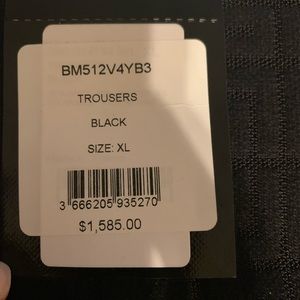 BM512V4YB3
TROUSERS
BLACK
SIZE: XL
3 666205 935270
$1,585.00